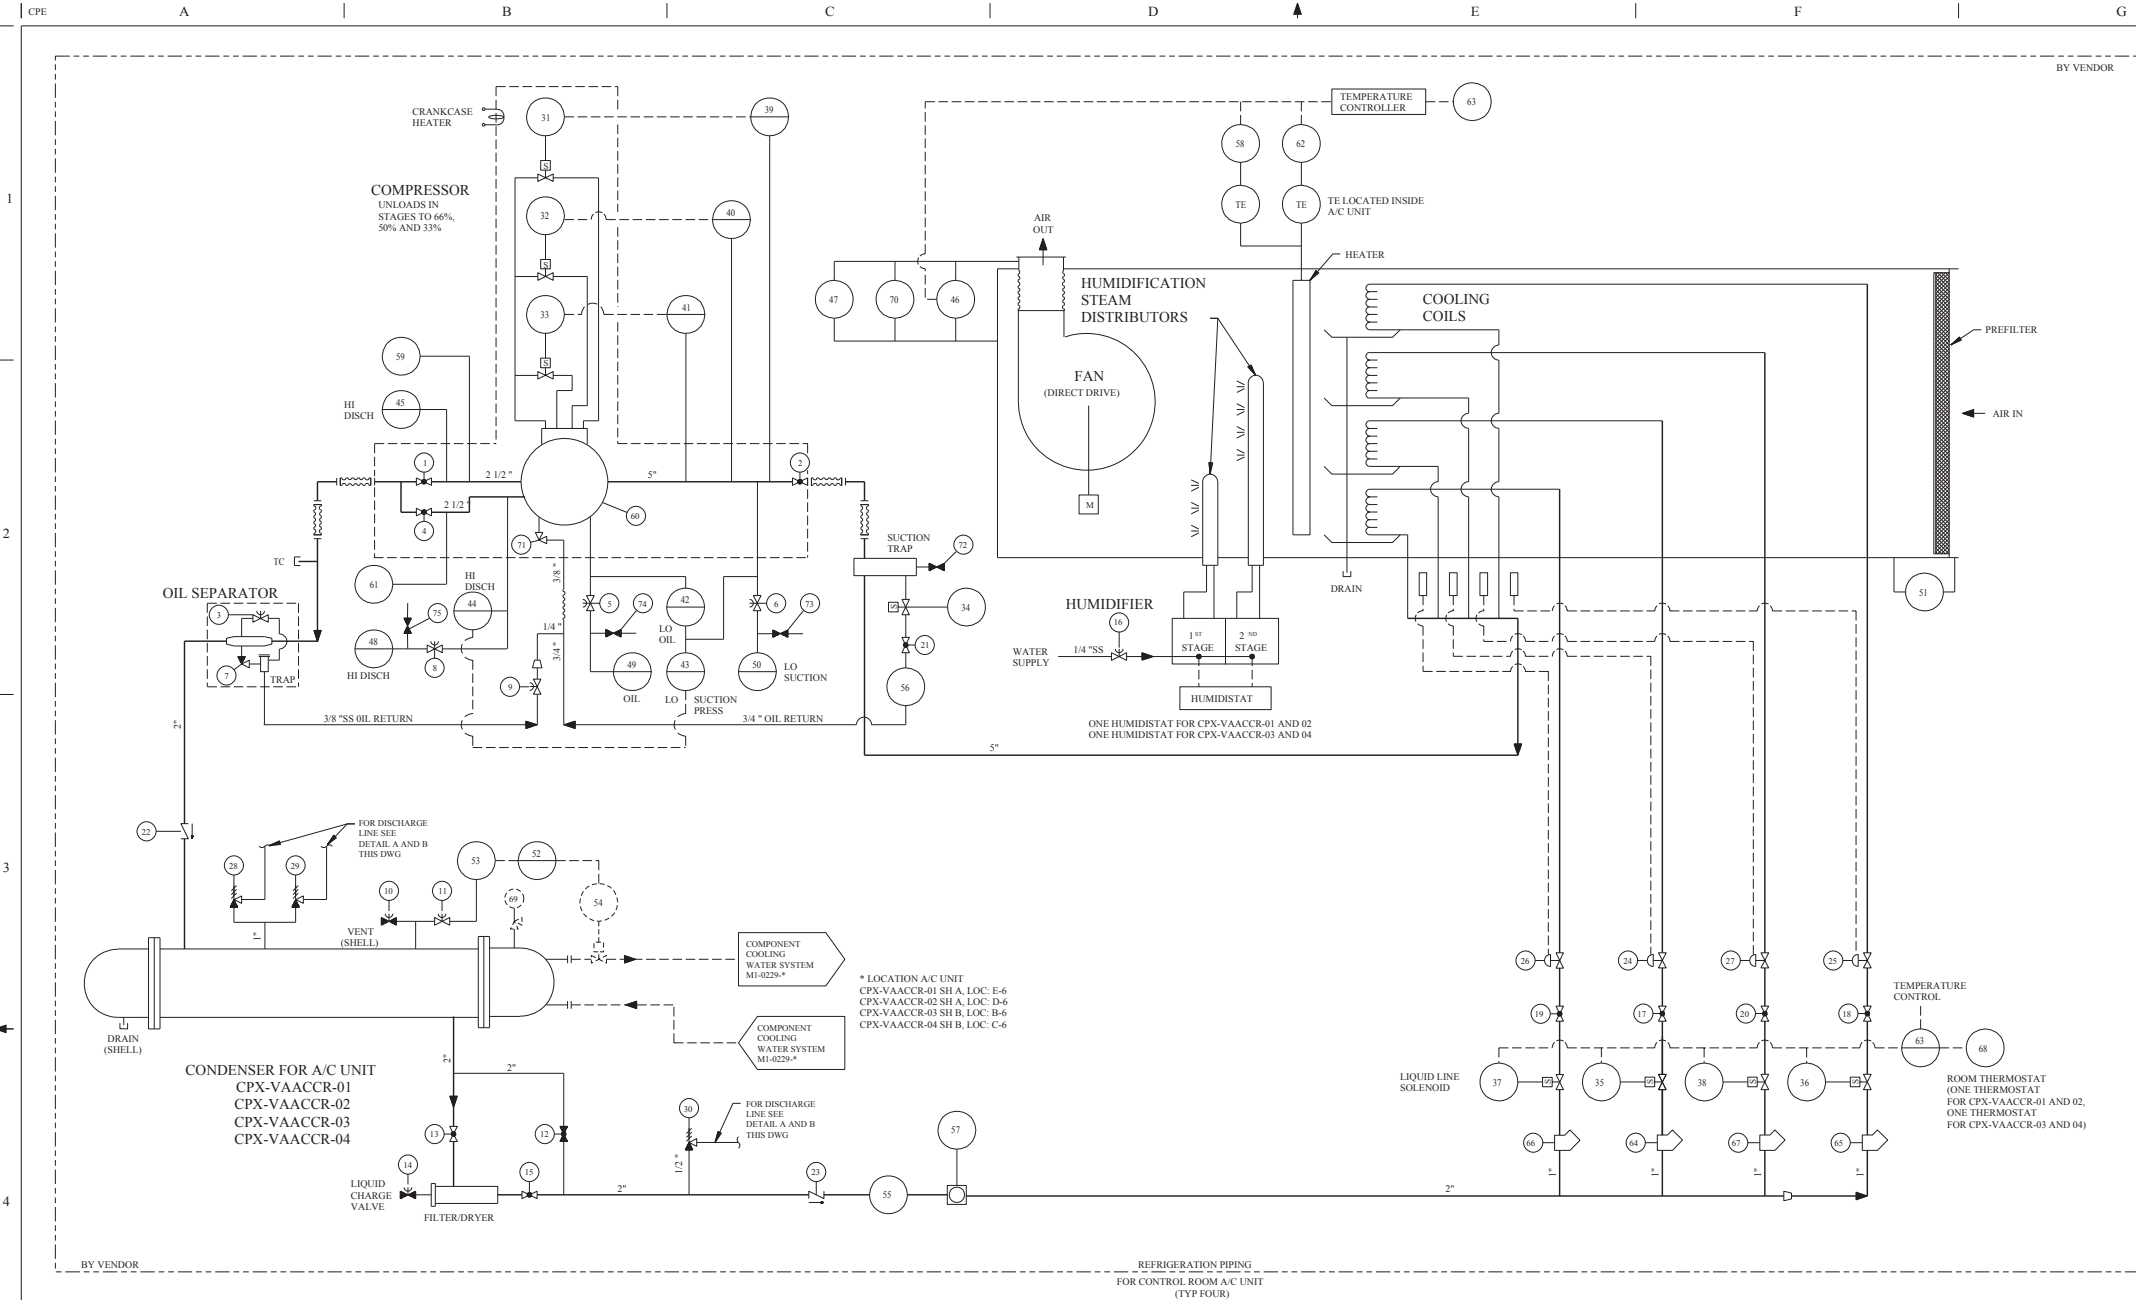 CPE
A
B
C
D
E
F
G
1
2
3
4
BY VENDOR
CRANKCASE
HEATER
31
39
COMPRESSOR
UNLOADS IN
STAGES TO 66%,
50% AND 33%
S
32
40
S
33
41
S
59
HI
DISCH
45
1
2 1/2 "
5"
2
2 1/2 "
4
60
71
TC
61
HI
DISCH
44
75
48
HI DISCH
8
OIL SEPARATOR
3
7
TRAP
3/8 "
1/4 "
3/4 "
9
5
74
42
LO
OIL
6
73
49
OIL
43
LO
SUCTION
PRESS
50
LO
SUCTION
SUCTION
TRAP
72
S
34
21
56
3/8 "SS OIL RETURN
3/4 " OIL RETURN
5"
TEMPERATURE
CONTROLLER
63
58
62
TE
TE
TE LOCATED INSIDE
A/C UNIT
AIR
OUT
HEATER
47
70
46
HUMIDIFICATION
STEAM
DISTRIBUTORS
COOLING
COILS
PREFILTER
FAN
(DIRECT DRIVE)
M
AIR IN
DRAIN
51
HUMIDIFIER
16
WATER
SUPPLY
1/4 "SS
1 ST
STAGE
2 ND
STAGE
HUMIDISTAT
ONE HUMIDISTAT FOR CPX-VAACCR-01 AND 02
ONE HUMIDISTAT FOR CPX-VAACCR-03 AND 04
2"
22
FOR DISCHARGE
LINE SEE
DETAIL A AND B
THIS DWG
28
29
1"
10
11
VENT
(SHELL)
53
52
69
54
COMPONENT
COOLING
WATER SYSTEM
M1-0229-*
COMPONENT
COOLING
WATER SYSTEM
M1-0229-*
* LOCATION A/C UNIT
CPX-VAACCR-01 SH A, LOC: E-6
CPX-VAACCR-02 SH A, LOC: D-6
CPX-VAACCR-03 SH B, LOC: B-6
CPX-VAACCR-04 SH B, LOC: C-6
DRAIN
(SHELL)
CONDENSER FOR A/C UNIT
CPX-VAACCR-01
CPX-VAACCR-02
CPX-VAACCR-03
CPX-VAACCR-04
2"
2"
13
12
14
LIQUID
CHARGE
VALVE
FILTER/DRYER
15
2"
30
FOR DISCHARGE
LINE SEE
DETAIL A AND B
THIS DWG
1/2 "
23
55
57
2"
26
24
27
25
19
17
20
18
TEMPERATURE
CONTROL
63
68
LIQUID LINE
SOLENOID
37
S
35
S
38
S
36
S
ROOM THERMOSTAT
(ONE THERMOSTAT
FOR CPX-VAACCR-01 AND 02,
ONE THERMOSTAT
FOR CPX-VAACCR-03 AND 04)
66
64
67
65
1"
1"
1"
1"
BY VENDOR
REFRIGERATION PIPING
FOR CONTROL ROOM A/C UNIT
(TYP FOUR)